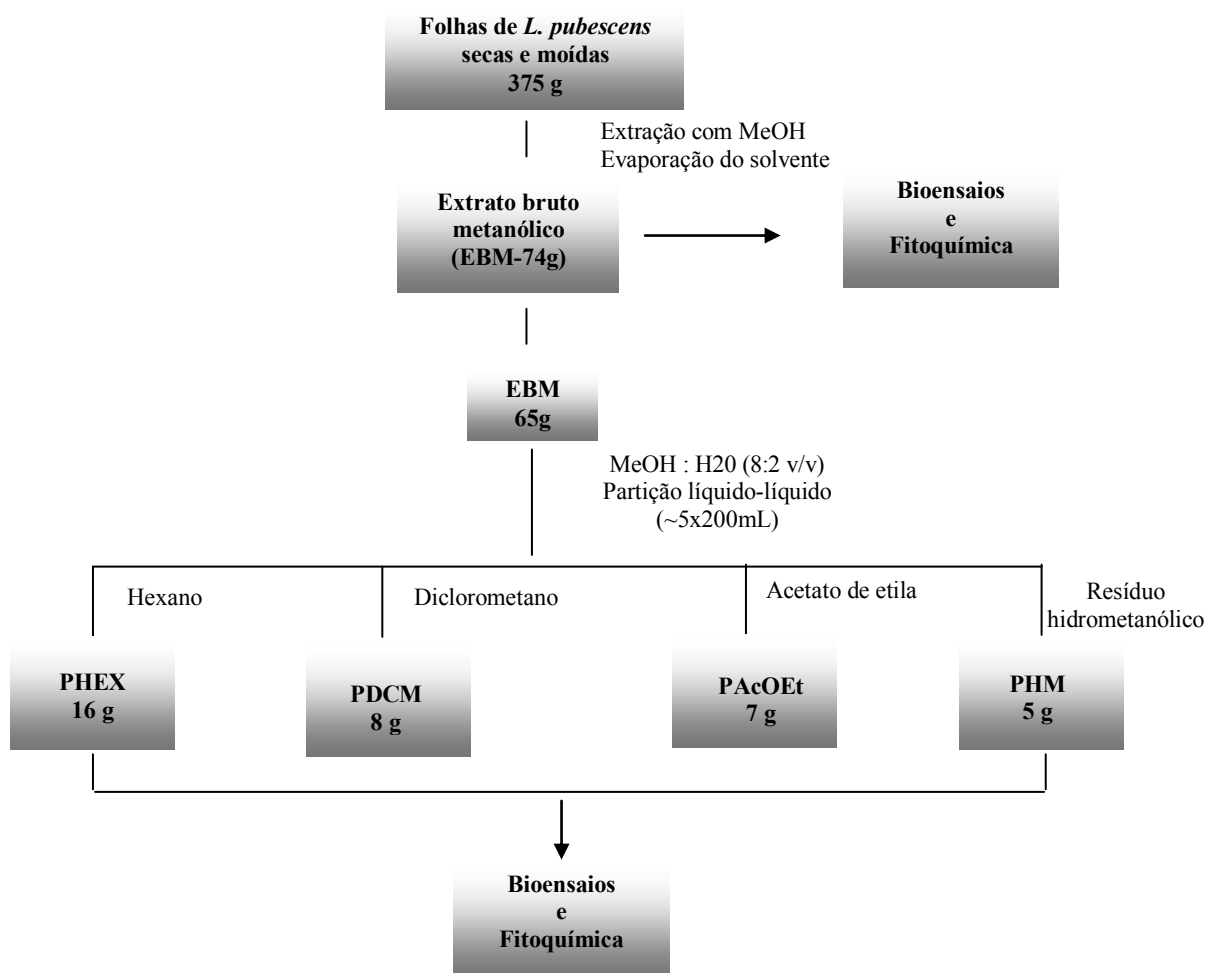 Folhas de L. pubescens
secas e moídas
375 g
Extração com MeOH
Evaporação do solvente
Extrato bruto
metanólico
(EBM-74g)
Bioensaios
e
Fitoquímica
EBM
65g
MeOH : H20 (8:2 v/v)
Partição líquido-líquido
(~5x200mL)
Hexano
Diclorometano
Acetato de etila
Resíduo
hidrometanólico
PHEX
16 g
PDCM
8 g
PAcOEt
7 g
PHM
5 g
Bioensaios
e
Fitoquímica